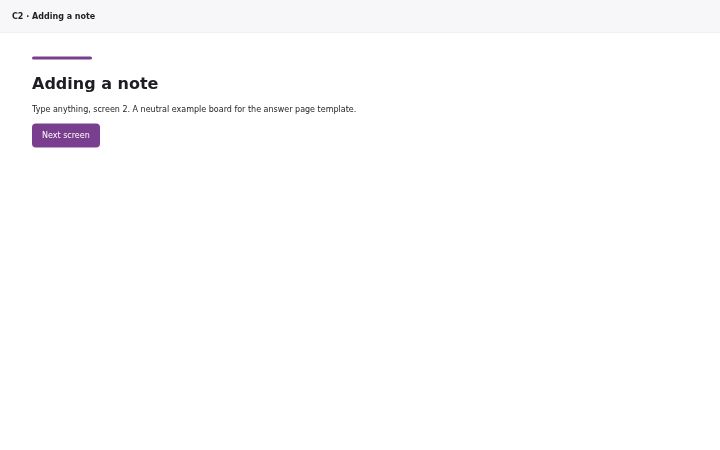 C2 · Adding a note
Adding a note
Type anything, screen 2. A neutral example board for the answer page template.
Next screen